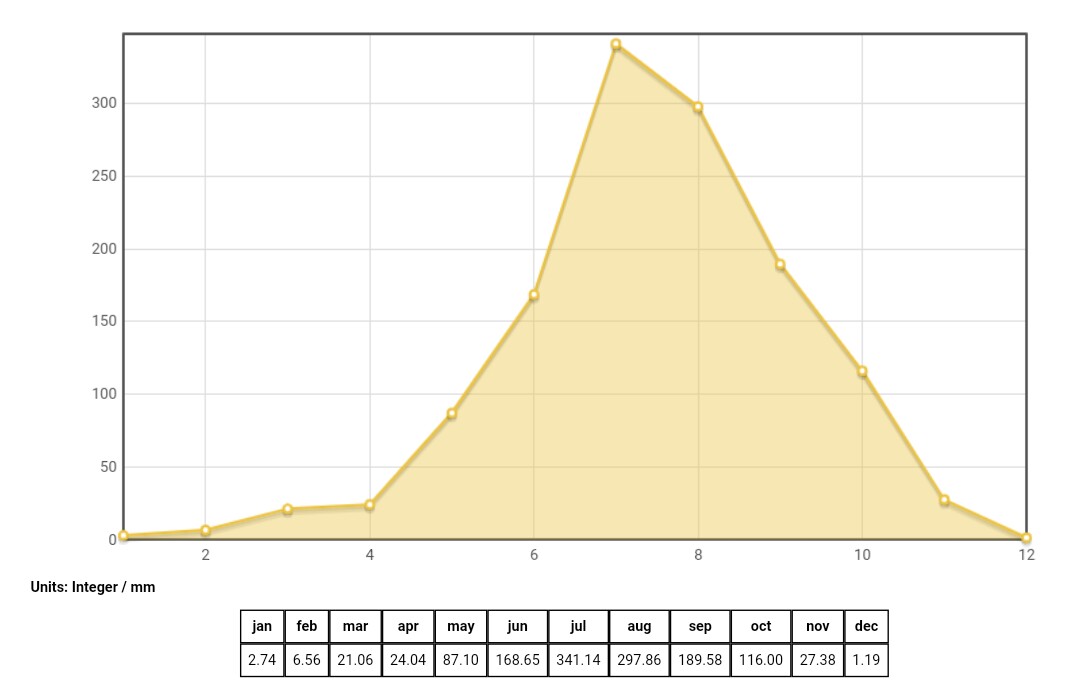 300
250
200
150
100
50
0
2 4 6 8 10 12
Units: Integer / mm
jan feb mar apr may jun jul aug sep oct nov dec
2.74 6.56 21.06 24.04 87.10 168.65 341.14 297.86 189.58 116.00 27.38 1.19